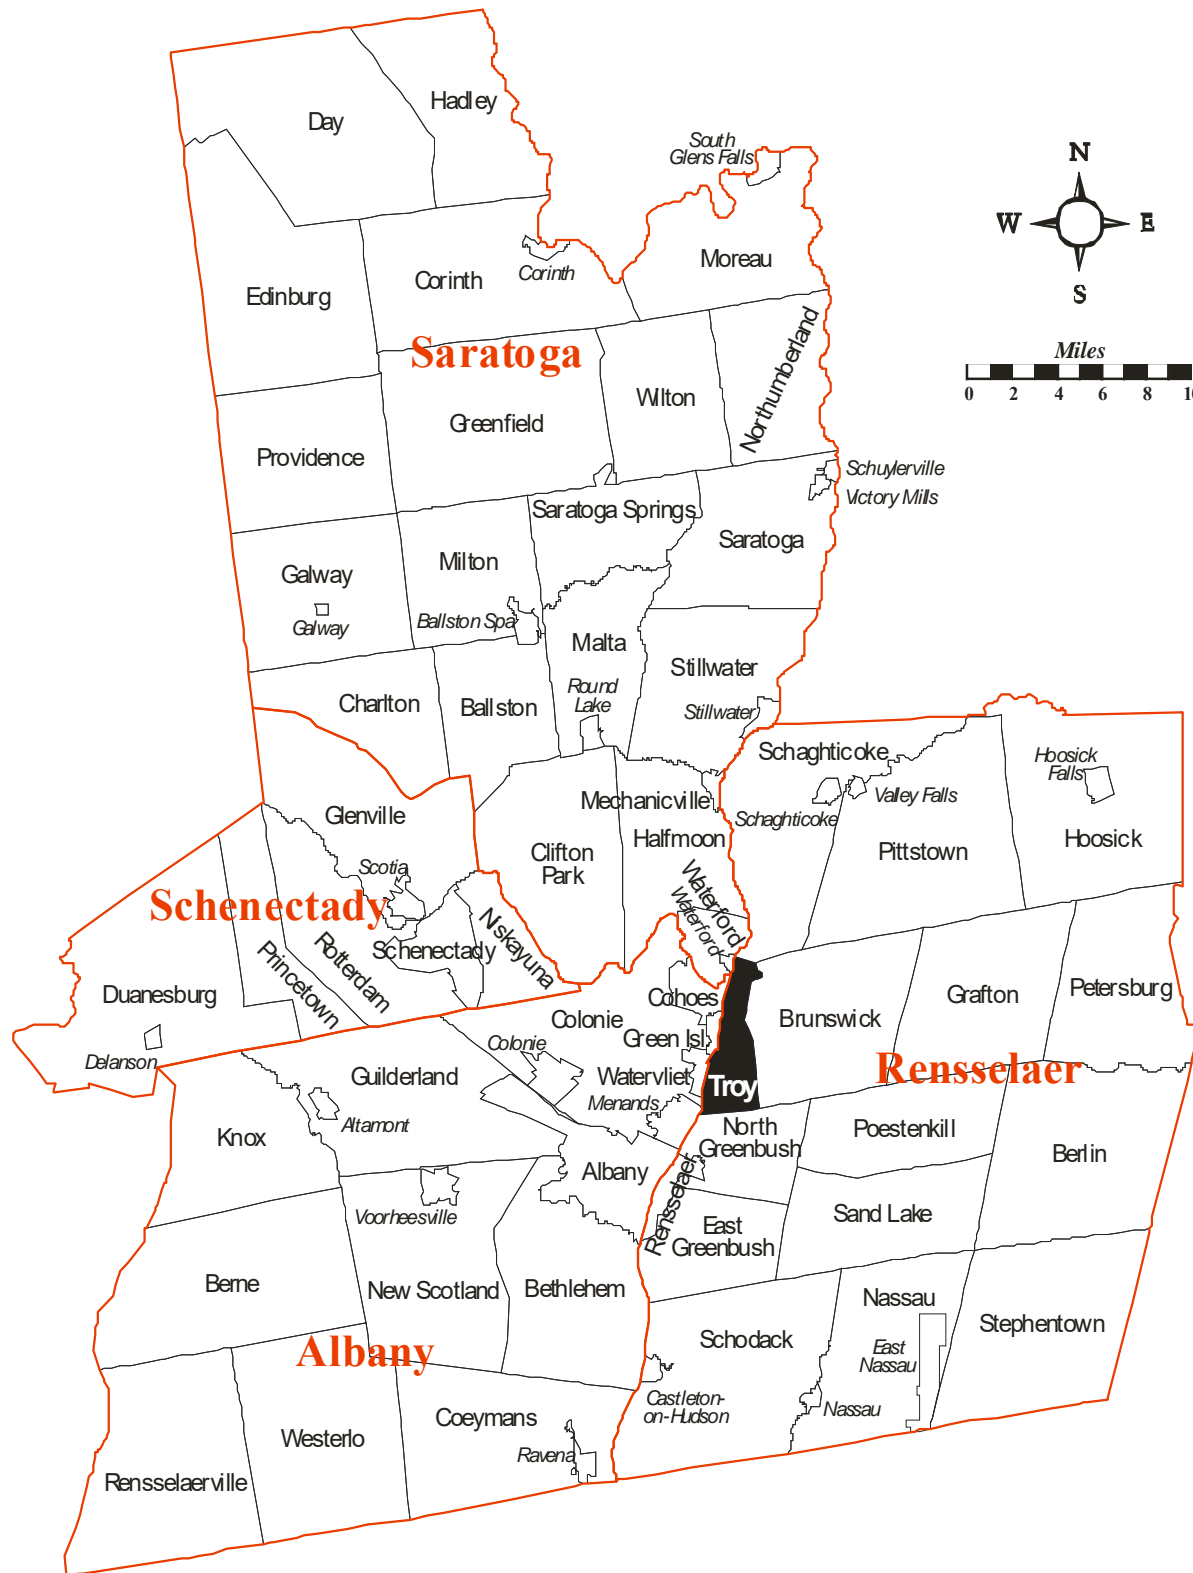 Hadley
Day
South
Glens Falls
N
W
E
S
Moreau
Corinth
Corinth
Edinburg
Saratoga
Miles
0 2 4 6 8
Northumberland
Wilton
Greenfield
Providence
Schuylerville
Victory Mills
Saratoga Springs
Saratoga
Milton
Galway
Galway
Ballston Spa
Malta
Stillwater
Round
Lake
Stillwater
Charlton
Ballston
Schaghticoke
Hoosick
Falls
Valley Falls
Schaghticoke
Mechanicville
Glenville
Halfmoon
Hoosick
Pittstown
Clifton
Park
Scotia
Schenectady
Waterford
Waterford
Niskayuna
Schenectady
Rotterdam
Princetown
Duanesburg
Delanson
Cohoes
Colonie
Green Isl.
Colonie
Brunswick
Grafton
Petersburg
Rensselaer
Watervliet
Troy
Menands
Guilderland
Altamont
Knox
North
Greenbush
Poestenkill
Berlin
Albany
Rensselaer
Voorheesville
Sand Lake
East
Greenbush
Berne
New Scotland
Bethlehem
Nassau
Schodack
Stephentown
East
Nassau
Albany
Castleton-
on-Hudson
Nassau
Coeymans
Westerlo
Ravena
Rensselaerville